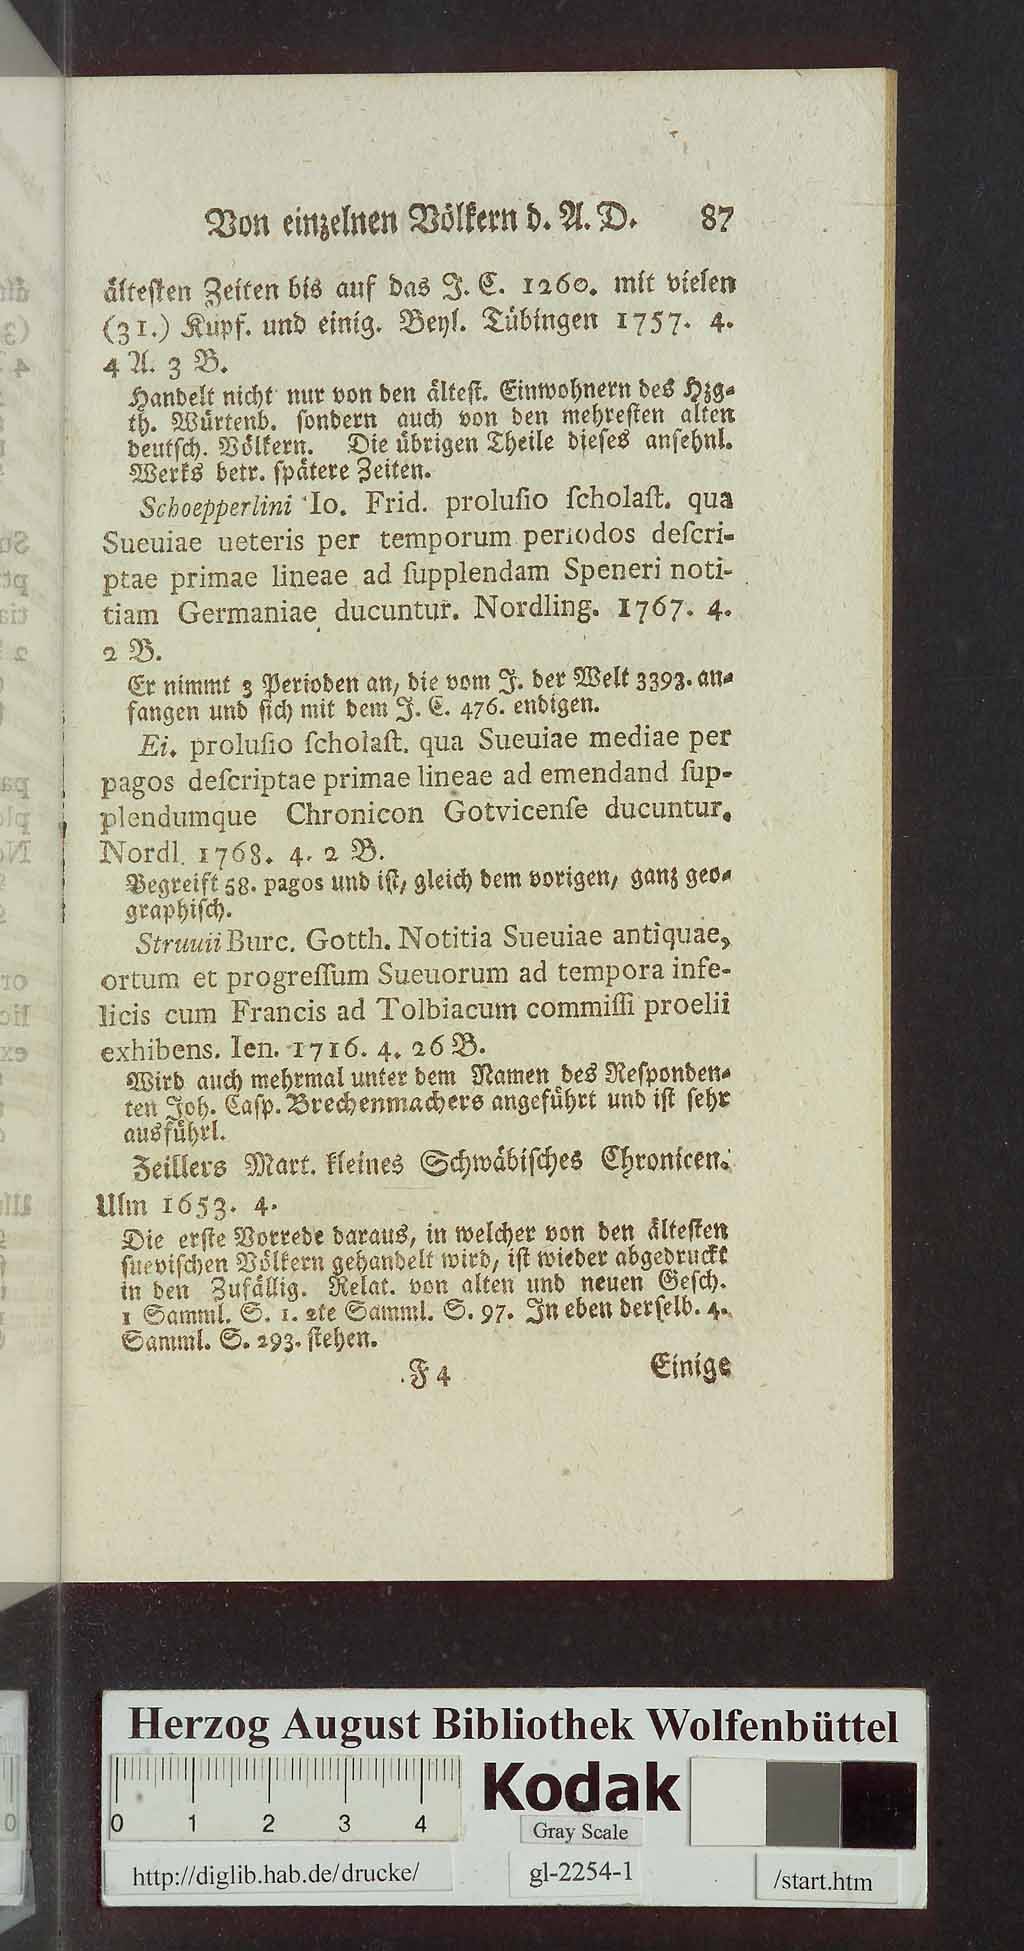 Von einzelnen Völkern d. A. D. 87
ältesten Zeiten bis auf das J. C. 1260. mit vielen
(31.) Kupf. und einig. Beyl. Tübingen 1757. 4.
4 A. 3 B.
Handelt nicht nur von den ältest. Einwohnern des Hzg-
th. Würtenb. sondern auch von den mehresten alten
deutsch. Völkern. Die übrigen Theile dieses ansehnl.
Werks betr. spätere Zeiten.
Schoepperlini Io. Frid. prolusio scholast. qua
Sueuiae ueteris per temporum periodos descri-
ptae primae lineae ad supplendam Speneri noti-
tiam Germaniae ducuntur. Nordling. 1767. 4.
2 B.
Er nimmt 3 Perioden an, die vom J. der Welt 3393. an-
fangen und sich mit dem J. C. 476. endigen.
Ei. prolusio scholast. qua Sueuiae mediae per
pagos descriptae primae lineae ad emendand sup-
plendumque Chronicon Gotvicense ducuntur.
Nordl. 1768. 4. 2 B.
Begreift 58. pagos und ist, gleich dem vorigen, ganz geo-
graphisch.
Struuii Burc. Gotth. Notitia Sueuiae antiquae,
ortum et progressum Sueuorum ad tempora infe-
licis cum Francis ad Tolbiacum commissi proelii
exhibens. Ien. 1716. 4. 26 B.
Wird auch mehrmal unter dem Namen des Responden-
ten Joh. Casp. Brechenmachers angeführt und ist sehr
ausführl.
Zeillers Mart. kleines Schwäbisches Chronicen.
Ulm 1653. 4.
Die erste Vorrede daraus, in welcher von den ältesten
suevischen Völkern gehandelt wird, ist wieder abgedruckt
in den Zufällig. Relat. von alten und neuen Gesch.
1 Samml. S. 1. 2te Samml. S. 97. In eben derselb. 4.
Samml. S. 293. stehen.
F 4 Einige
Herzog August Bibliothek Wolfenbüttel
0 1 2 3 4
Kodak
Gray Scale
http://diglib.hab.de/drucke/ gl-2254-1 /start.htm